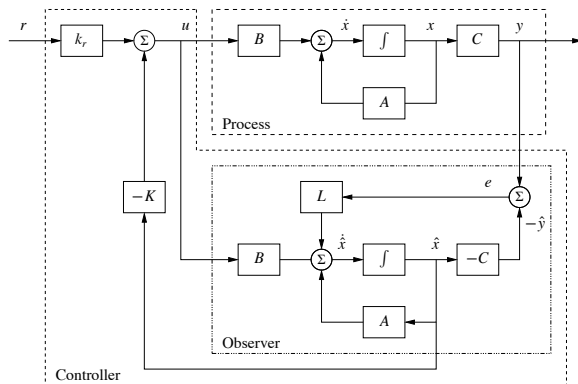 r
k_r
Σ
u
B
Σ
ẋ
∫
x
C
y
A
Process
−K
L
e
Σ
−ŷ
B
Σ
x̂̇
∫
x̂
−C
A
Observer
Controller